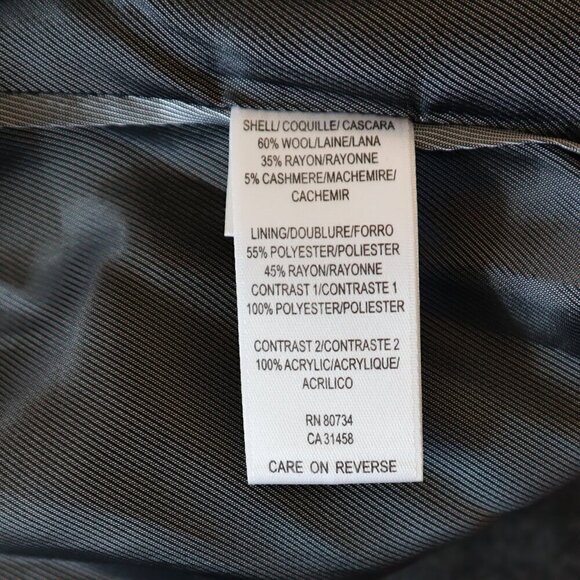 SHELL/ COQUILLE/ CASCARA
60% WOOL/LAINE/LANA
35% RAYON/RAYONNE
5% CASHMERE/MACHEMIRE/
CACHEMIR
LINING/DOUBLURE/FORRO
55% POLYESTER/POLIESTER
45% RAYON/RAYONNE
CONTRAST 1/CONTRASTE 1
100% POLYESTER/POLIESTER
CONTRAST 2/CONTRASTE 2
100% ACRYLIC/ACRYLIQUE/
ACRILICO
RN 80734
CA 31458
CARE ON REVERSE